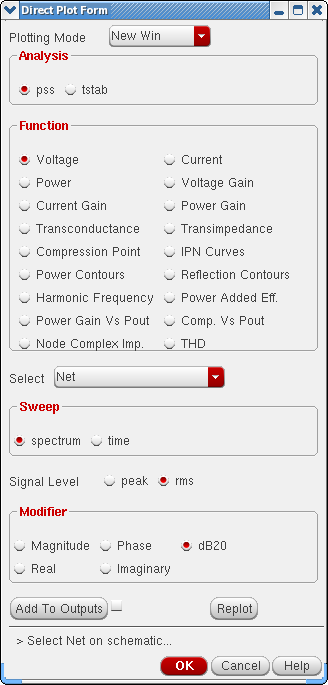 Direct Plot Form
Plotting Mode New Win
Analysis
pss tstab
Function
Voltage Current
Power Voltage Gain
Current Gain Power Gain
Transconductance Transimpedance
Compression Point IPN Curves
Power Contours Reflection Contours
Harmonic Frequency Power Added Eff.
Power Gain Vs Pout Comp. Vs Pout
Node Complex Imp. THD
Select Net
Sweep
spectrum time
Signal Level peak rms
Modifier
Magnitude Phase dB20
Real Imaginary
Add To Outputs Replot
> Select Net on schematic...
OK Cancel Help